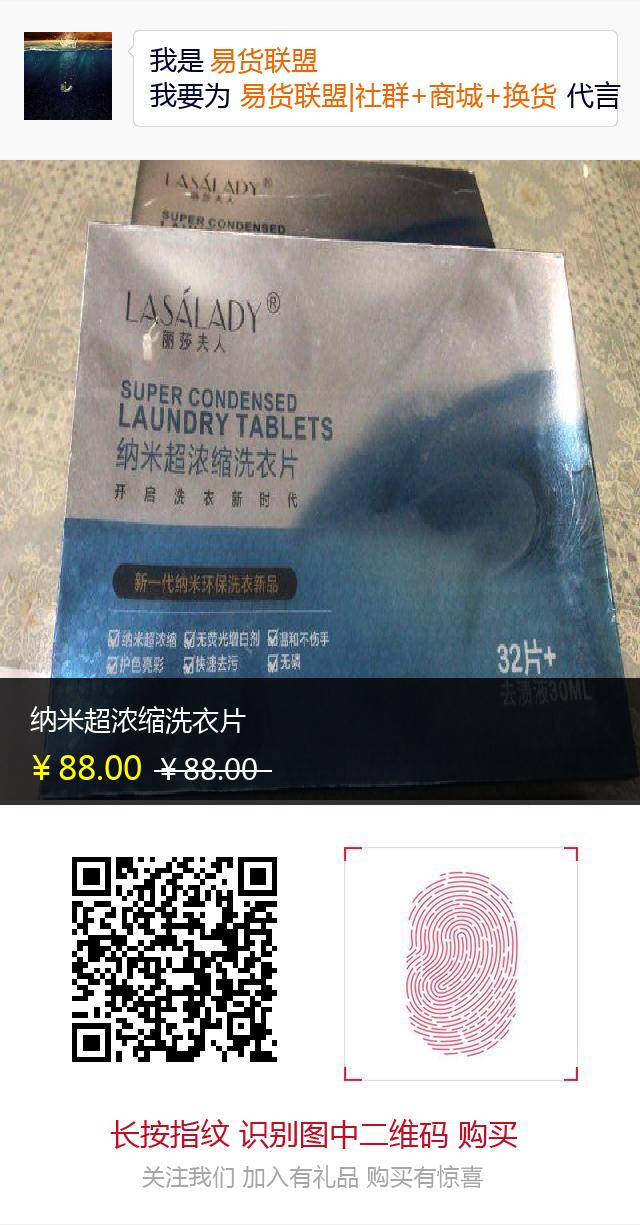 我是 易货联盟
我要为 易货联盟|社群+商城+换货 代言
LASÁLADY®
丽莎夫人
SUPER CONDENSED
LASÁLADY®
丽莎夫人
SUPER CONDENSED
LAUNDRY TABLETS
纳米超浓缩洗衣片
开启洗衣新时代
新一代纳米环保洗衣新品
☑纳米超浓缩 ☑无荧光增白剂 ☑温和不伤手
☑护色亮彩 ☑快速去污 ☑无磷
32片+
去渍液30ML
纳米超浓缩洗衣片
¥88.00 ¥88.00
长按指纹 识别图中二维码 购买
关注我们 加入有礼品 购买有惊喜